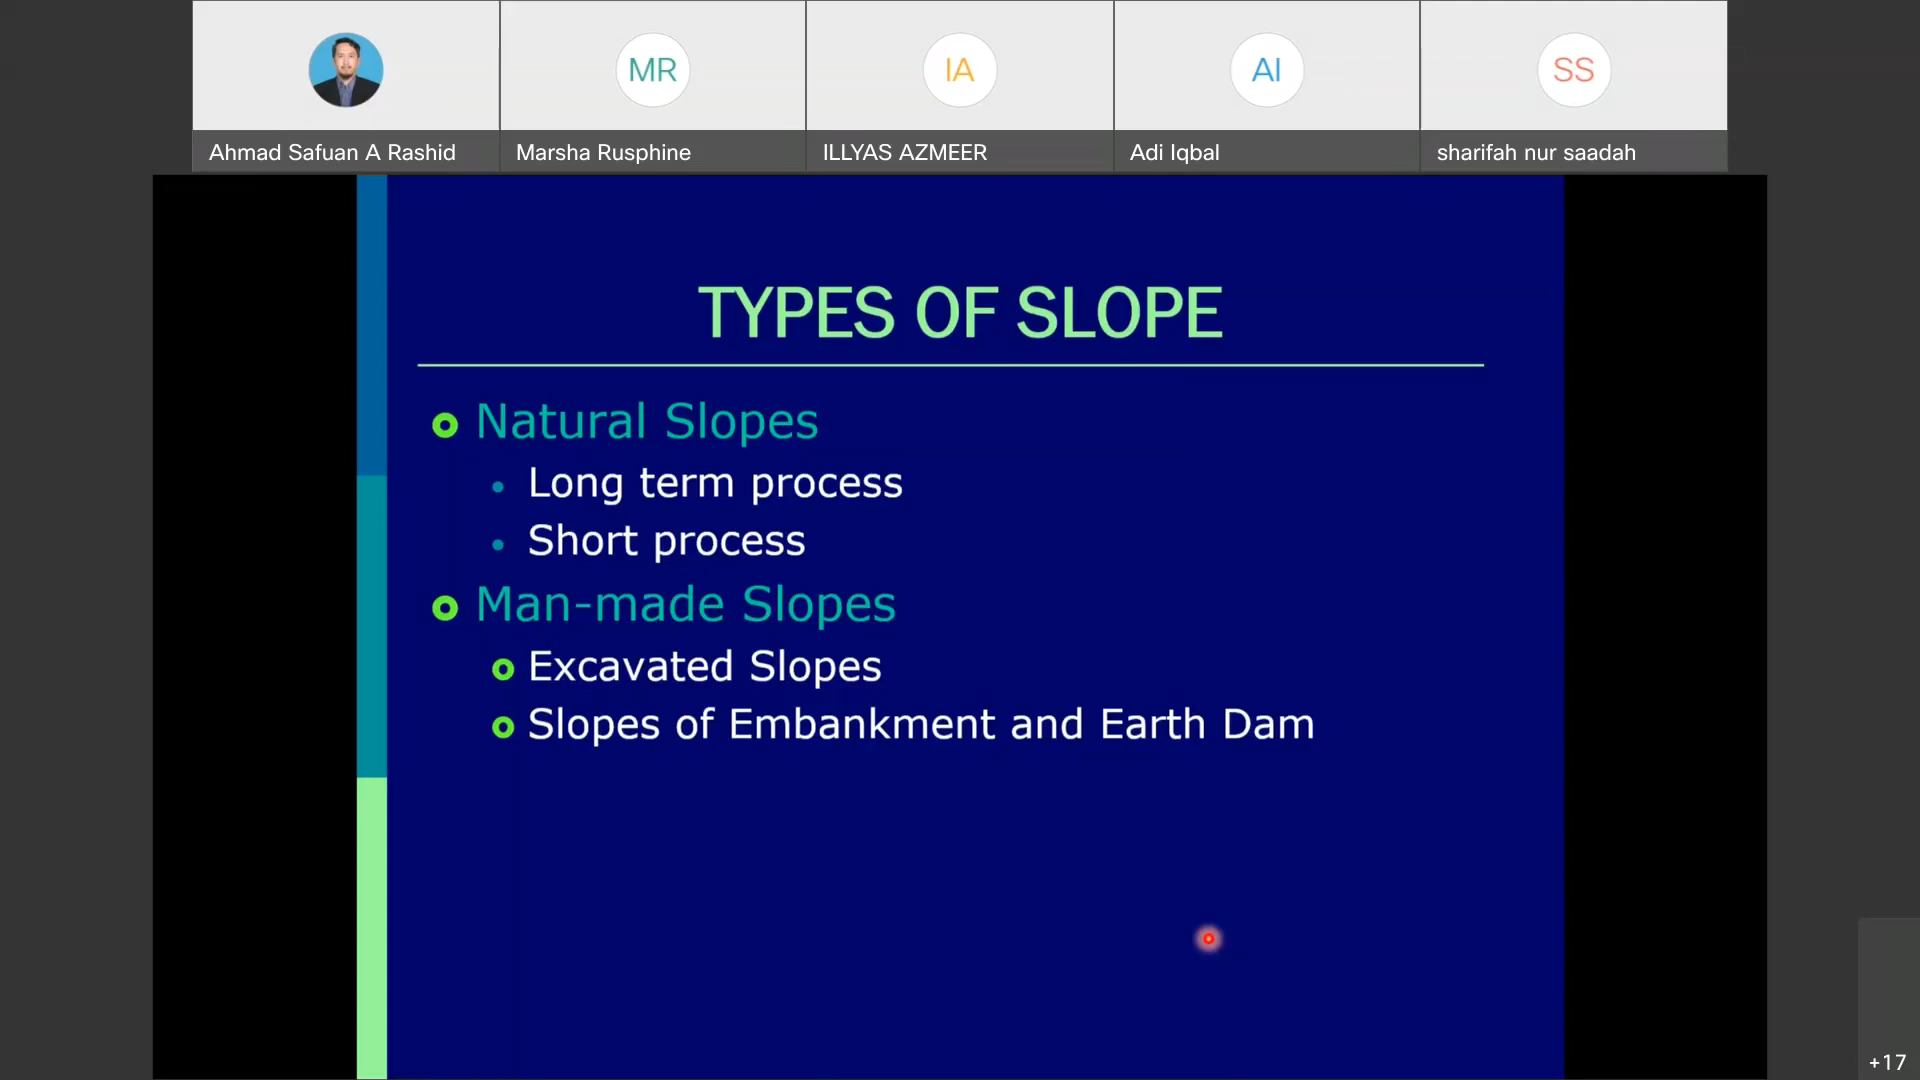 MR
IA
AI
SS
Ahmad Safuan A Rashid
Marsha Rusphine
ILLYAS AZMEER
Adi Iqbal
sharifah nur saadah
TYPES OF SLOPE
Natural Slopes
Long term process
Short process
Man-made Slopes
Excavated Slopes
Slopes of Embankment and Earth Dam
+17